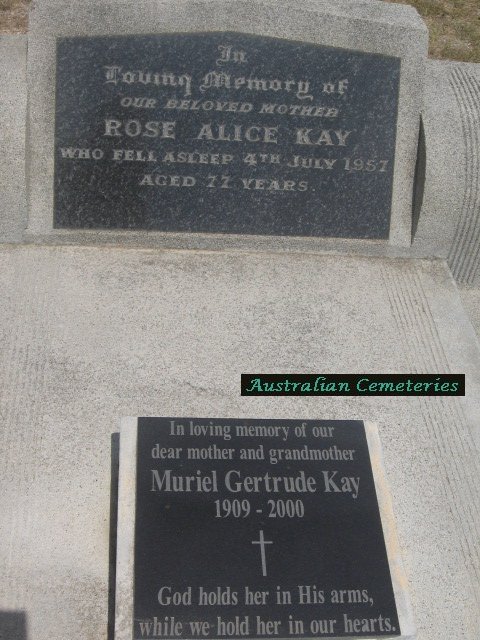 In
Loving Memory of
OUR BELOVED MOTHER
ROSE ALICE KAY
WHO FELL ASLEEP 4TH JULY 1957
AGED 77 YEARS.
Australian Cemeteries
In loving memory of our
dear mother and grandmother
Muriel Gertrude Kay
1909 - 2000
God holds her in His arms,
while we hold her in our hearts.